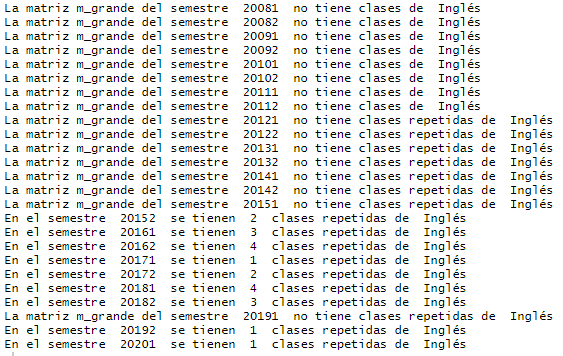 La matriz m_grande del semestre  20081  no tiene clases de  Inglés
La matriz m_grande del semestre  20082  no tiene clases de  Inglés
La matriz m_grande del semestre  20091  no tiene clases de  Inglés
La matriz m_grande del semestre  20092  no tiene clases de  Inglés
La matriz m_grande del semestre  20101  no tiene clases de  Inglés
La matriz m_grande del semestre  20102  no tiene clases de  Inglés
La matriz m_grande del semestre  20111  no tiene clases de  Inglés
La matriz m_grande del semestre  20112  no tiene clases de  Inglés
La matriz m_grande del semestre  20121  no tiene clases repetidas de  Inglés
La matriz m_grande del semestre  20122  no tiene clases repetidas de  Inglés
La matriz m_grande del semestre  20131  no tiene clases repetidas de  Inglés
La matriz m_grande del semestre  20132  no tiene clases repetidas de  Inglés
La matriz m_grande del semestre  20141  no tiene clases repetidas de  Inglés
La matriz m_grande del semestre  20142  no tiene clases repetidas de  Inglés
La matriz m_grande del semestre  20151  no tiene clases repetidas de  Inglés
En el semestre  20152  se tienen  2  clases repetidas de  Inglés
En el semestre  20161  se tienen  3  clases repetidas de  Inglés
En el semestre  20162  se tienen  4  clases repetidas de  Inglés
En el semestre  20171  se tienen  1  clases repetidas de  Inglés
En el semestre  20172  se tienen  2  clases repetidas de  Inglés
En el semestre  20181  se tienen  4  clases repetidas de  Inglés
En el semestre  20182  se tienen  3  clases repetidas de  Inglés
La matriz m_grande del semestre  20191  no tiene clases repetidas de  Inglés
En el semestre  20192  se tienen  1  clases repetidas de  Inglés
En el semestre  20201  se tienen  1  clases repetidas de  Inglés